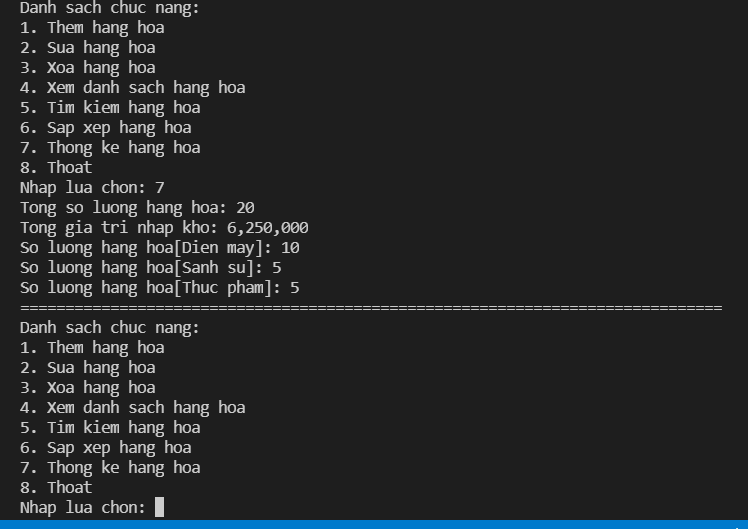 Danh sach chuc nang:
1. Them hang hoa
2. Sua hang hoa
3. Xoa hang hoa
4. Xem danh sach hang hoa
5. Tim kiem hang hoa
6. Sap xep hang hoa
7. Thong ke hang hoa
8. Thoat
Nhap lua chon: 7
Tong so luong hang hoa: 20
Tong gia tri nhap kho: 6,250,000
So luong hang hoa[Dien may]: 10
So luong hang hoa[Sanh su]: 5
So luong hang hoa[Thuc pham]: 5
==============================================================================
Danh sach chuc nang:
1. Them hang hoa
2. Sua hang hoa
3. Xoa hang hoa
4. Xem danh sach hang hoa
5. Tim kiem hang hoa
6. Sap xep hang hoa
7. Thong ke hang hoa
8. Thoat
Nhap lua chon: